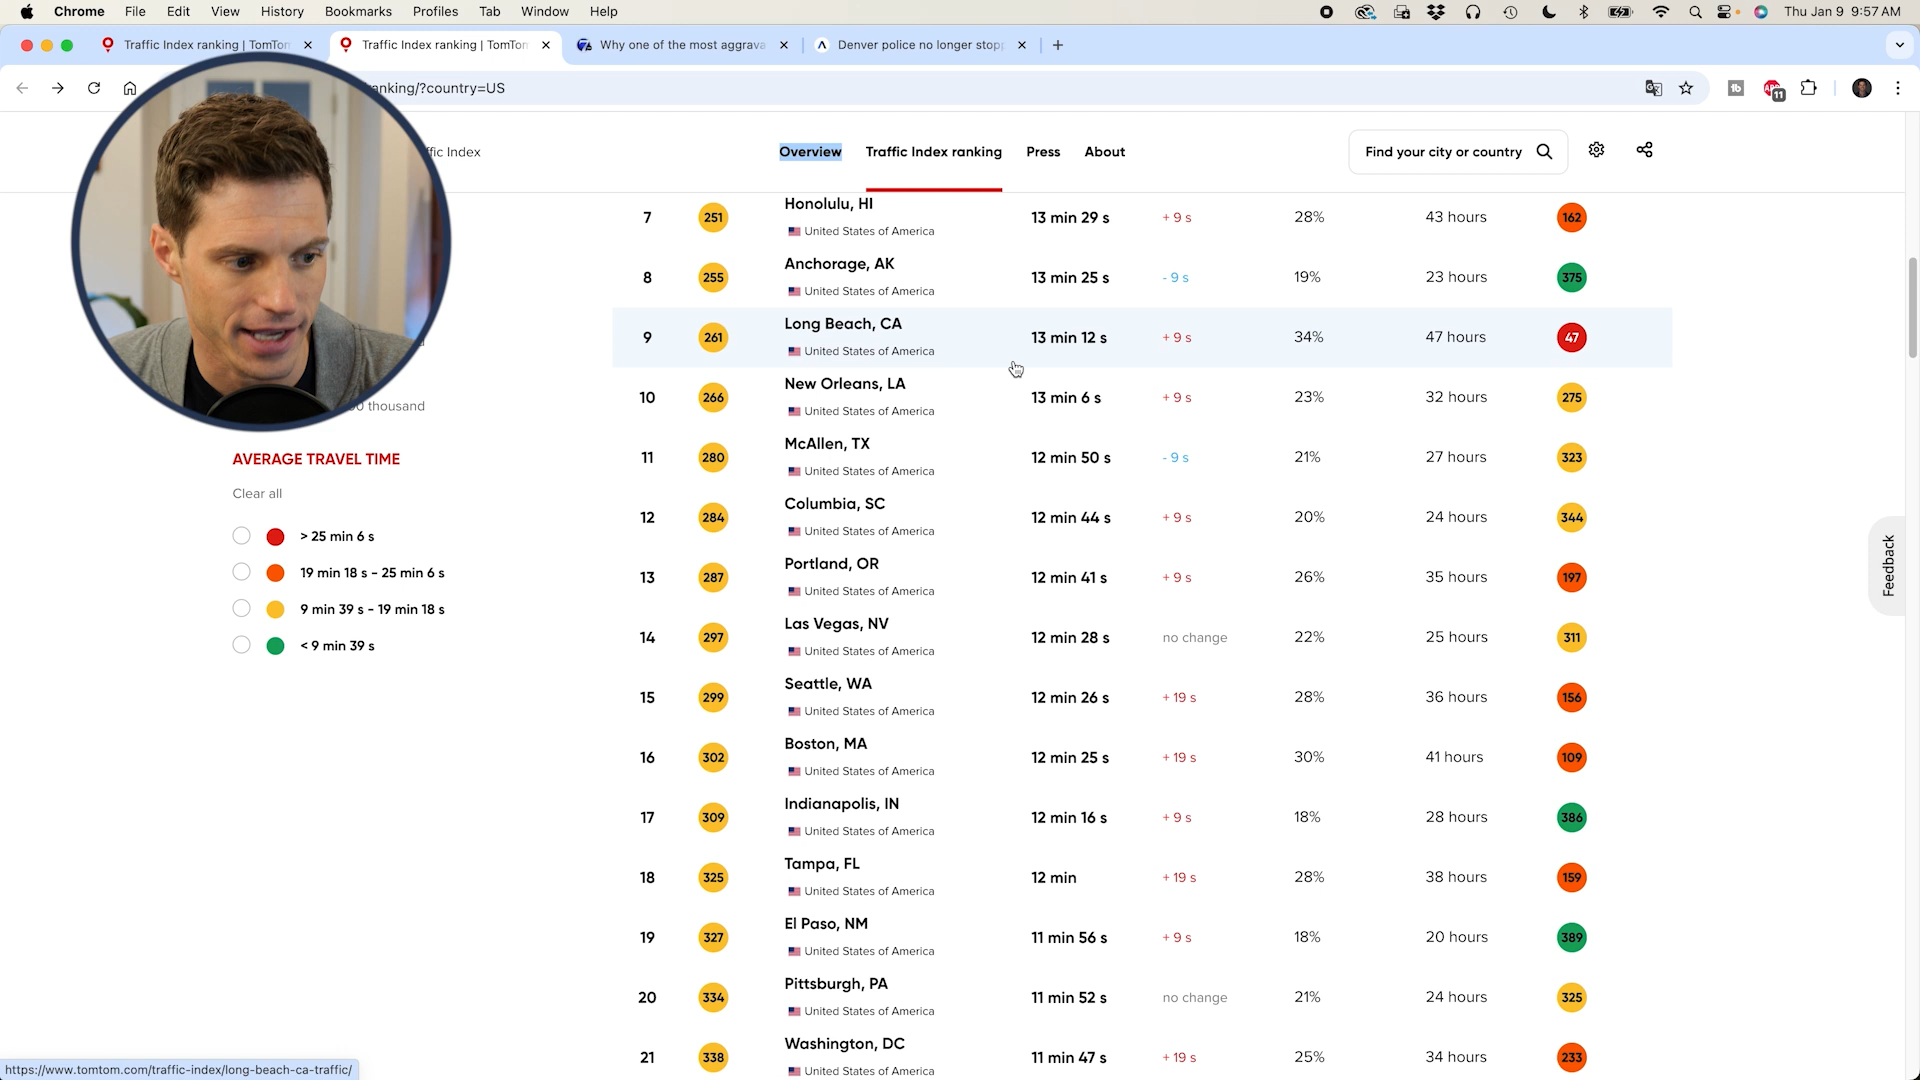 Chrome File Edit View History Bookmarks Profiles Tab Window Help Thu Jan 9 9:57 AM
Traffic Index ranking | TomTom Traffic Index ranking | TomTom Why one of the most aggrava Denver police no longer stopp
anking/?country=US 11
ffic Index Overview Traffic Index ranking Press About Find your city or country
7 251 Honolulu, HI 13 min 29 s + 9 s 28% 43 hours 162
United States of America
8 255 Anchorage, AK 13 min 25 s - 9 s 19% 23 hours 375
United States of America
9 261 Long Beach, CA 13 min 12 s + 9 s 34% 47 hours 47
United States of America
10 266 New Orleans, LA 13 min 6 s + 9 s 23% 32 hours 275
United States of America
11 280 McAllen, TX 12 min 50 s - 9 s 21% 27 hours 323
United States of America
12 284 Columbia, SC 12 min 44 s + 9 s 20% 24 hours 344
United States of America
13 287 Portland, OR 12 min 41 s + 9 s 26% 35 hours 197
United States of America
14 297 Las Vegas, NV 12 min 28 s no change 22% 25 hours 311
United States of America
15 299 Seattle, WA 12 min 26 s + 19 s 28% 36 hours 156
United States of America
16 302 Boston, MA 12 min 25 s + 19 s 30% 41 hours 109
United States of America
17 309 Indianapolis, IN 12 min 16 s + 9 s 18% 28 hours 386
United States of America
18 325 Tampa, FL 12 min + 19 s 28% 38 hours 159
United States of America
19 327 El Paso, NM 11 min 56 s + 9 s 18% 20 hours 389
United States of America
20 334 Pittsburgh, PA 11 min 52 s no change 21% 24 hours 325
United States of America
21 338 Washington, DC 11 min 47 s + 19 s 25% 34 hours 233
United States of America
thousand
AVERAGE TRAVEL TIME
Clear all
> 25 min 6 s
19 min 18 s - 25 min 6 s
9 min 39 s - 19 min 18 s
< 9 min 39 s
Feedback
https://www.tomtom.com/traffic-index/long-beach-ca-traffic/